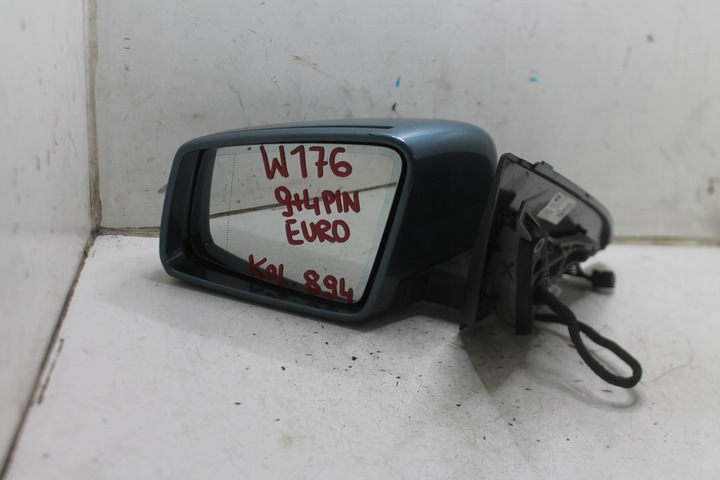 W176
9+4PIN
EURO
KOL. 894